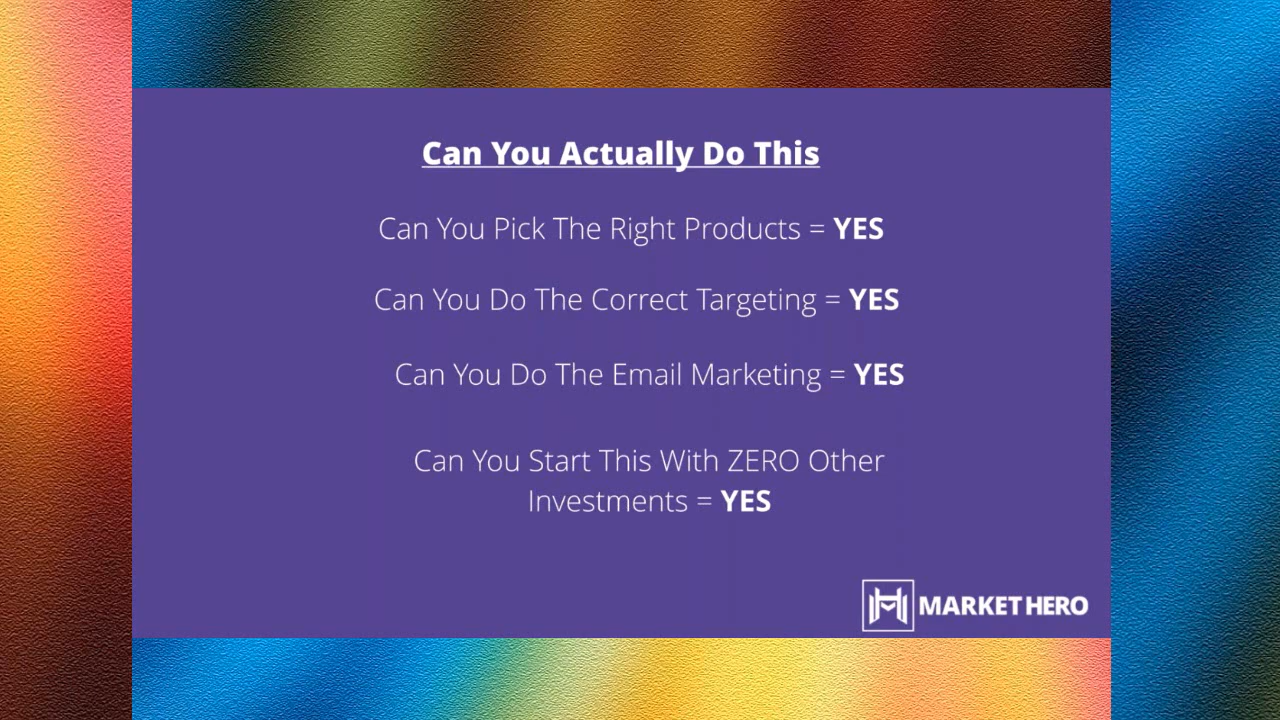 Can You Actually Do This
Can You Pick The Right Products = YES
Can You Do The Correct Targeting = YES
Can You Do The Email Marketing = YES
Can You Start This With ZERO Other
Investments = YES
MARKET HERO